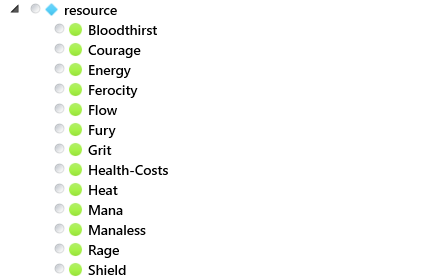 resource
Bloodthirst
Courage
Energy
Ferocity
Flow
Fury
Grit
Health-Costs
Heat
Mana
Manaless
Rage
Shield